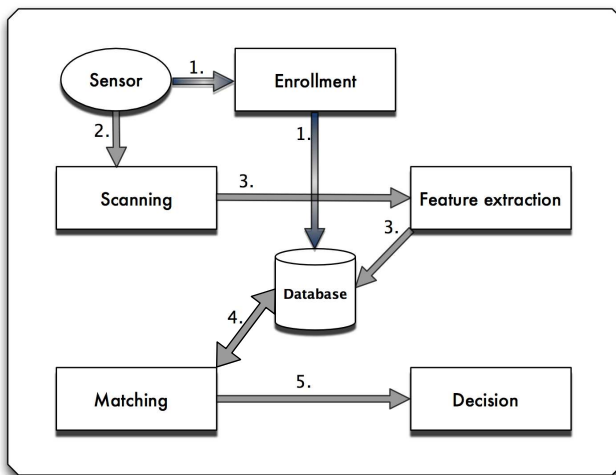 Sensor
1.
Enrollment
2.
1.
Scanning
3.
Feature extraction
3.
Database
4.
Matching
5.
Decision